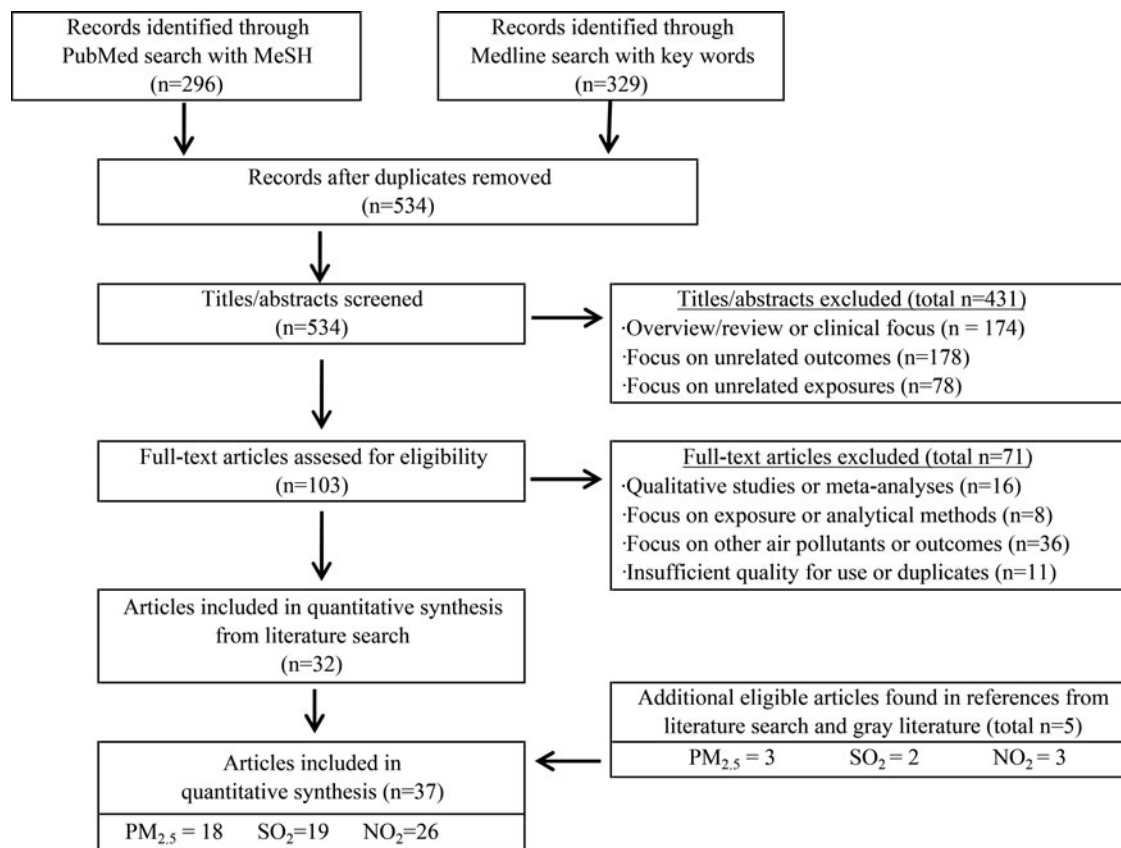 Records identified through
PubMed search with MeSH
(n=296)
Records identified through
Medline search with key words
(n=329)
Records after duplicates removed
(n=534)
Titles/abstracts screened
(n=534)
Titles/abstracts excluded (total n=431)
·Overview/review or clinical focus (n = 174)
·Focus on unrelated outcomes (n=178)
·Focus on unrelated exposures (n=78)
Full-text articles assesed for eligibility
(n=103)
Full-text articles excluded (total n=71)
·Qualitative studies or meta-analyses (n=16)
·Focus on exposure or analytical methods (n=8)
·Focus on other air pollutants or outcomes (n=36)
·Insufficient quality for use or duplicates (n=11)
Articles included in quantitative synthesis
from literature search
(n=32)
Additional eligible articles found in references from
literature search and gray literature (total n=5)
PM2.5 = 3 SO2 = 2 NO2 = 3
Articles included in
quantitative synthesis (n=37)
PM2.5 = 18 SO2=19 NO2=26